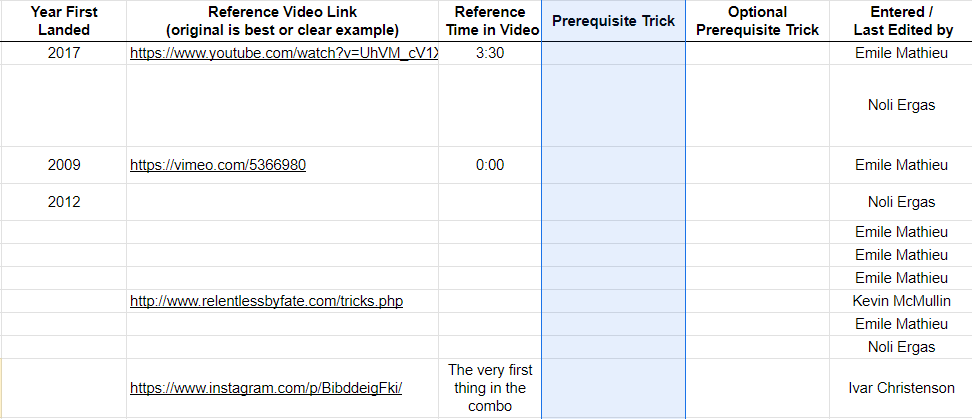 Year First Landed
Reference Video Link (original is best or clear example)
Reference Time in Video
Prerequisite Trick
Optional Prerequisite Trick
Entered / Last Edited by
2017 https://www.youtube.com/watch?v=UhVM_cV1X 3:30 Emile Mathieu
Noli Ergas
2009 https://vimeo.com/5366980 0:00 Emile Mathieu
2012 Noli Ergas
Emile Mathieu
Emile Mathieu
Emile Mathieu
http://www.relentlessbyfate.com/tricks.php Kevin McMullin
Emile Mathieu
Noli Ergas
https://www.instagram.com/p/BibddeigFki/ The very first thing in the combo Ivar Christenson